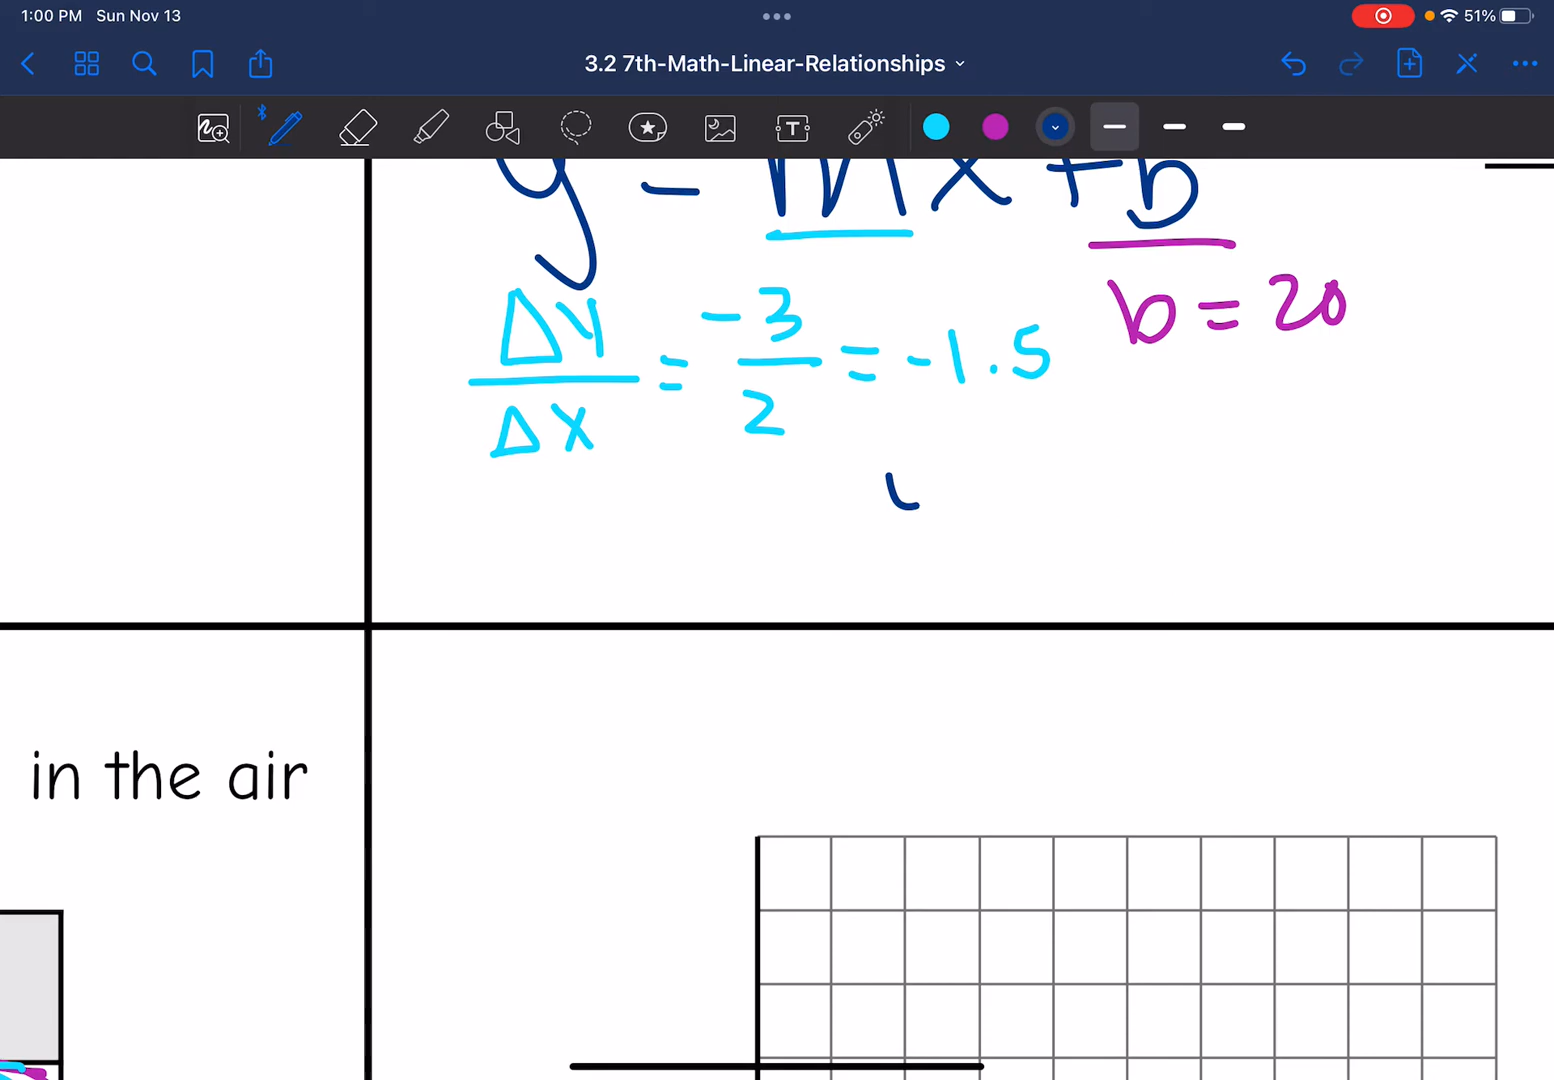 1:00 PM Sun Nov 13
51%
3.2 7th-Math-Linear-Relationships
T
y = mx + b
b = 20
Δy/Δx = -3/2 = -1.5
in the air